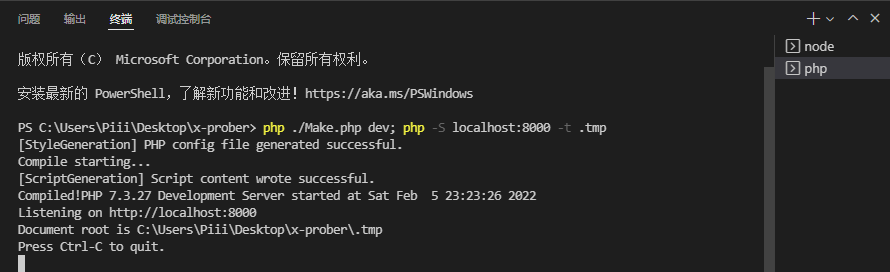 问题 输出 终端 调试控制台
版权所有（C） Microsoft Corporation。保留所有权利。
安装最新的 PowerShell，了解新功能和改进！https://aka.ms/PSWindows
PS C:\Users\Piii\Desktop\x-prober> php ./Make.php dev; php -S localhost:8000 -t .tmp
[StyleGeneration] PHP config file generated successful.
Compile starting...
[ScriptGeneration] Script content wrote successful.
Compiled!PHP 7.3.27 Development Server started at Sat Feb  5 23:23:26 2022
Listening on http://localhost:8000
Document root is C:\Users\Piii\Desktop\x-prober\.tmp
Press Ctrl-C to quit.
node
php